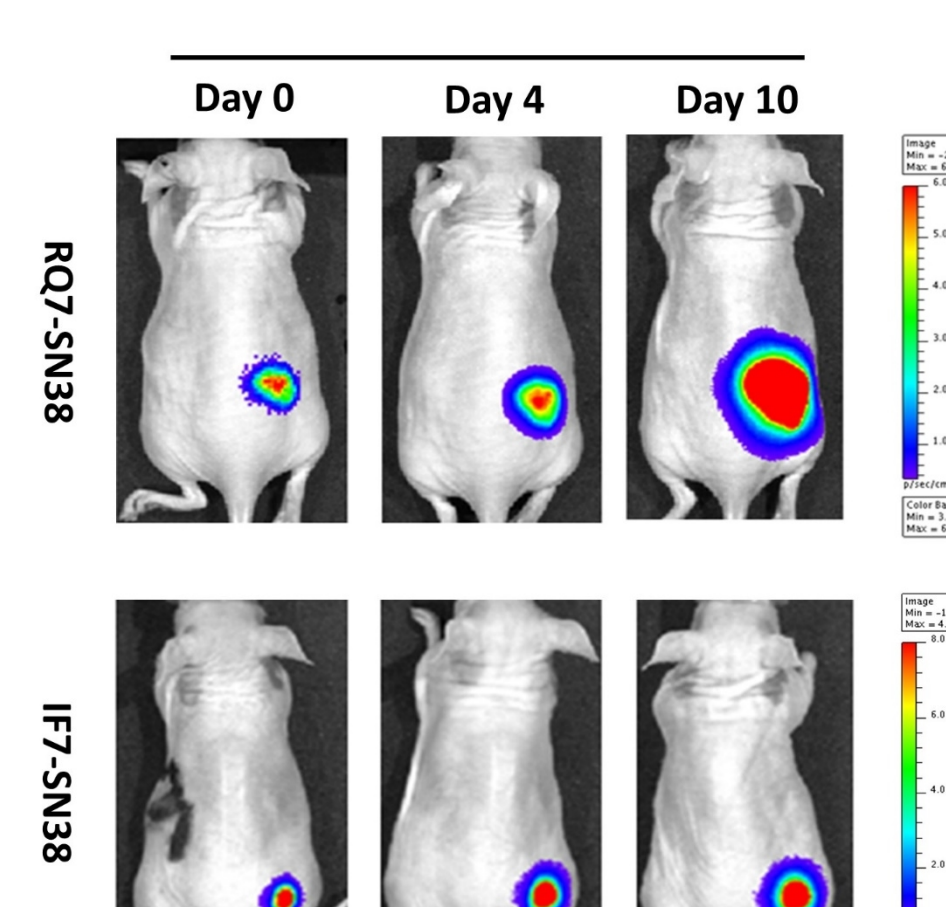 Day 0 Day 4 Day 10
RQ7-SN38
Image
Min = -
Max = 6
6.0
5.0
4.0
3.0
2.0
1.0
p/sec/cm
Color Ba
Min = 3.
Max = 6
IF7-SN38
Image
Min = -1
Max = 4.
8.0
6.0
4.0
2.0